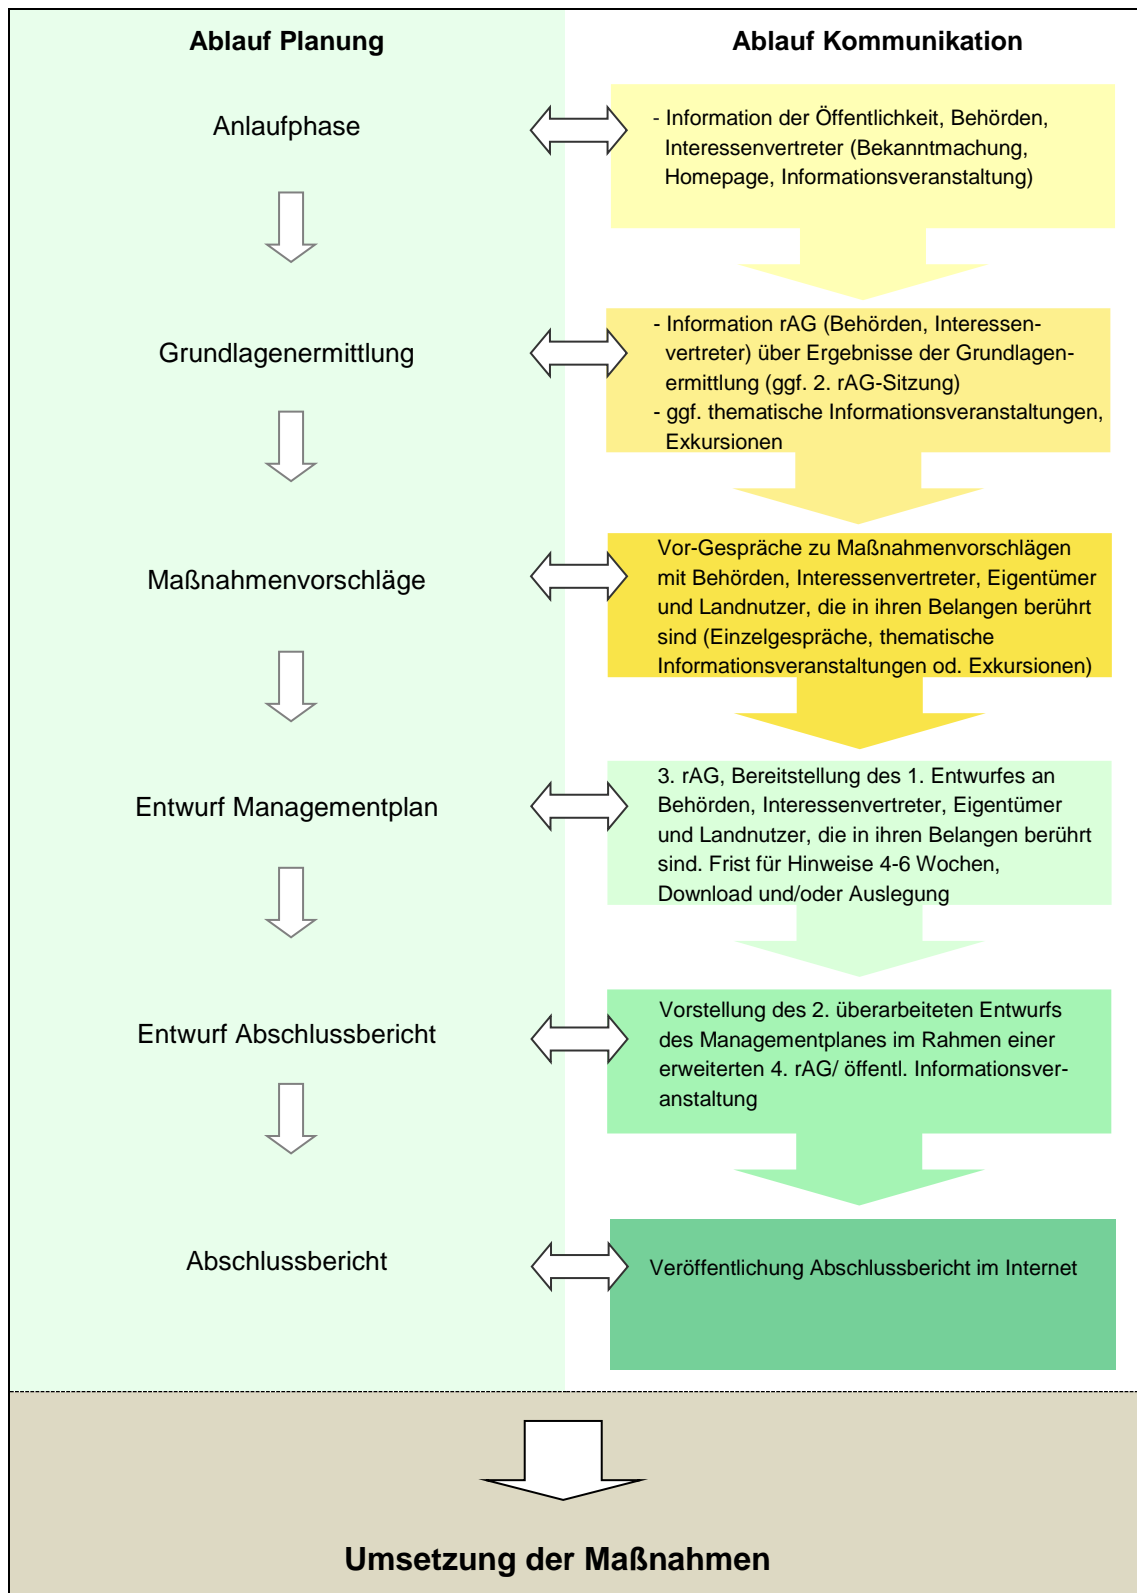 Ablauf Planung
Ablauf Kommunikation
Anlaufphase
- Information der Öffentlichkeit, Behörden,
Interessenvertreter (Bekanntmachung,
Homepage, Informationsveranstaltung)
Grundlagenermittlung
- Information rAG (Behörden, Interessen-
vertreter) über Ergebnisse der Grundlagen-
ermittlung (ggf. 2. rAG-Sitzung)
- ggf. thematische Informationsveranstaltungen,
Exkursionen
Maßnahmenvorschläge
Vor-Gespräche zu Maßnahmenvorschlägen
mit Behörden, Interessenvertreter, Eigentümer
und Landnutzer, die in ihren Belangen berührt
sind (Einzelgespräche, thematische
Informationsveranstaltungen od. Exkursionen)
Entwurf Managementplan
3. rAG, Bereitstellung des 1. Entwurfes an
Behörden, Interessenvertreter, Eigentümer
und Landnutzer, die in ihren Belangen berührt
sind. Frist für Hinweise 4-6 Wochen,
Download und/oder Auslegung
Entwurf Abschlussbericht
Vorstellung des 2. überarbeiteten Entwurfs
des Managementplanes im Rahmen einer
erweiterten 4. rAG/ öffentl. Informationsver-
anstaltung
Abschlussbericht
Veröffentlichung Abschlussbericht im Internet
Umsetzung der Maßnahmen